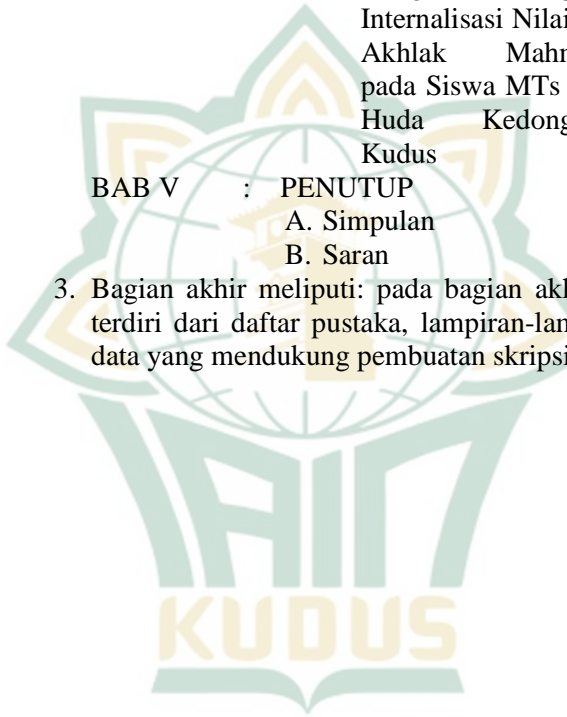 Internalisasi Nilai
Akhlak Mahm
pada Siswa MTs
Huda Kedong
Kudus
BAB V : PENUTUP
A. Simpulan
B. Saran
3. Bagian akhir meliputi: pada bagian akh
terdiri dari daftar pustaka, lampiran-lam
data yang mendukung pembuatan skripsi
IAIN
KUDUS